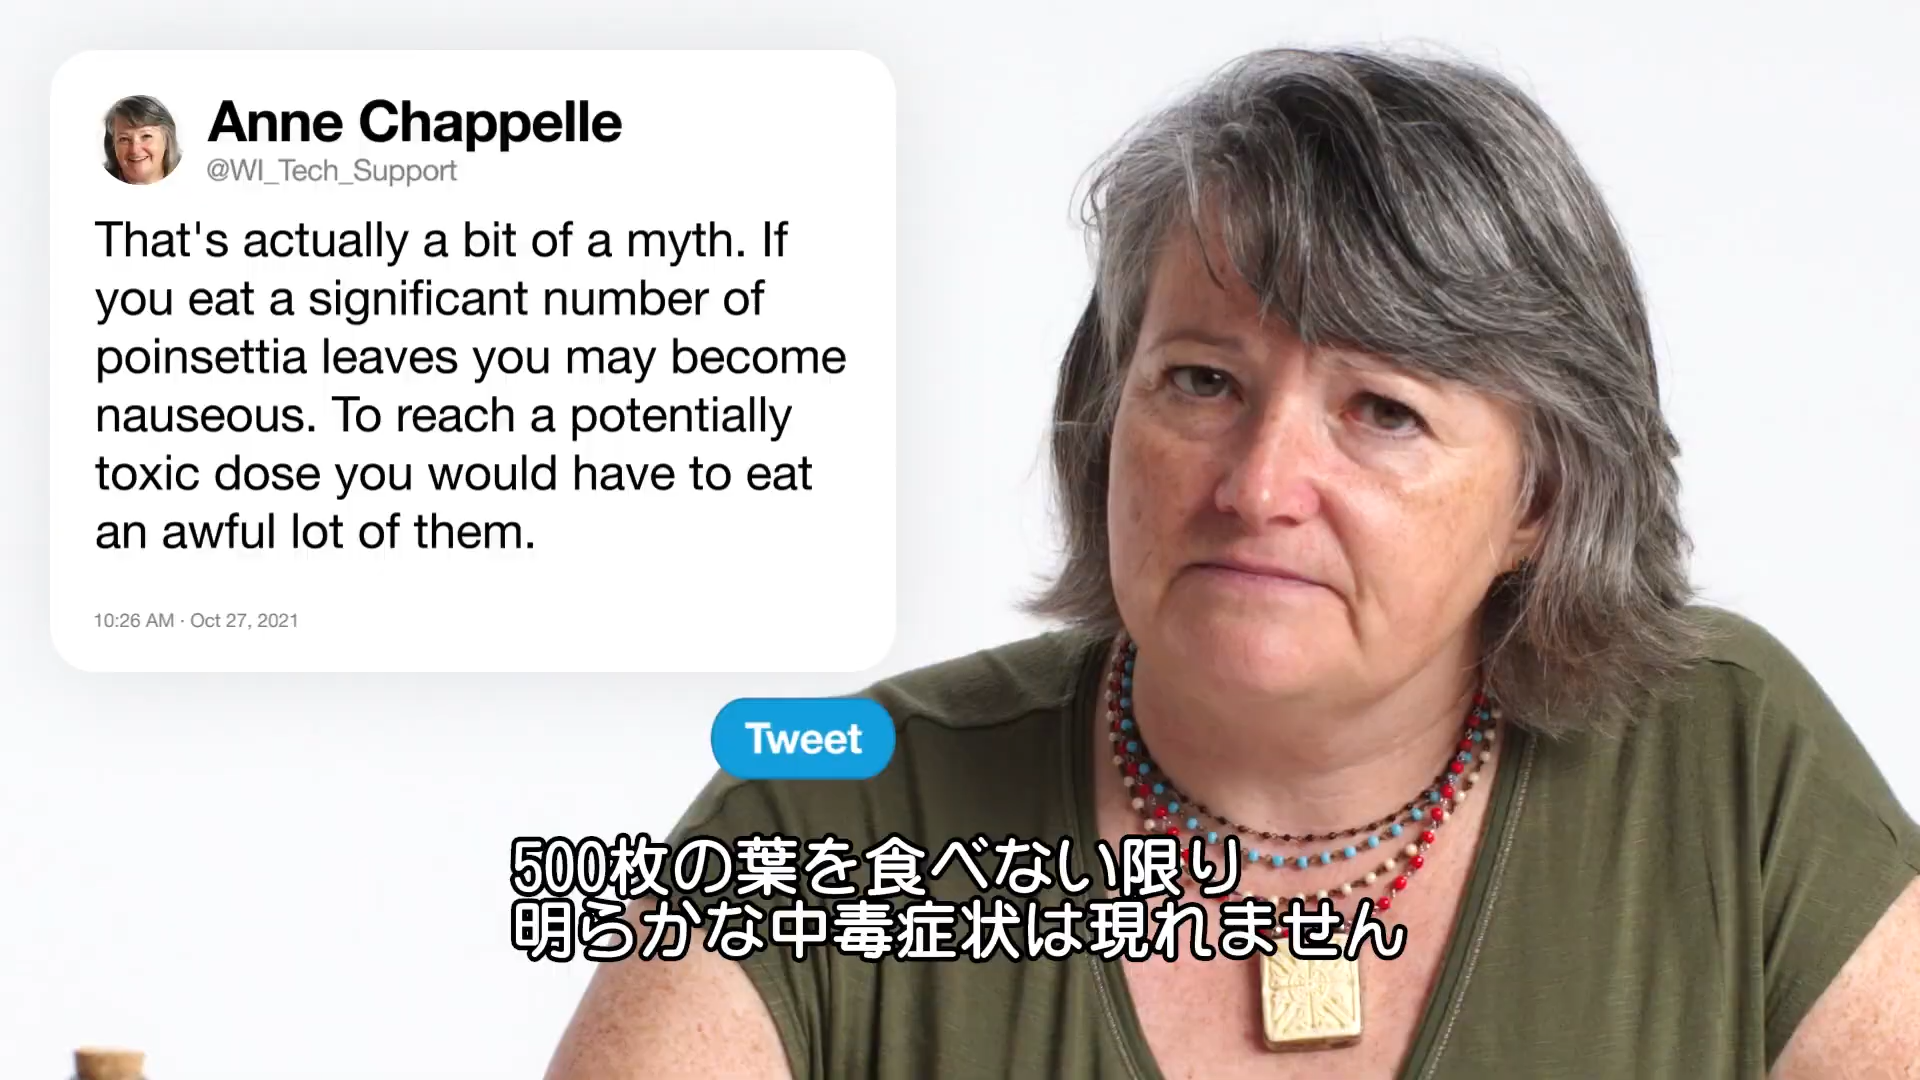 Anne Chappelle
@WI_Tech_Support
That's actually a bit of a myth. If
you eat a significant number of
poinsettia leaves you may become
nauseous. To reach a potentially
toxic dose you would have to eat
an awful lot of them.
10:26 AM · Oct 27, 2021
Tweet
500枚の葉を食べない限り
明らかな中毒症状は現れません